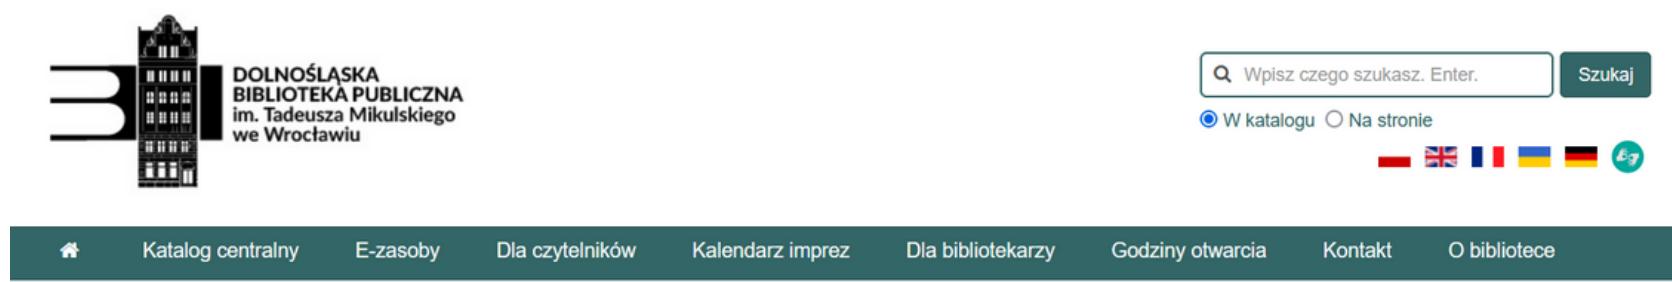 DOLNOŚLĄSKA
BIBLIOTEKA PUBLICZNA
im. Tadeusza Mikulskiego
we Wrocławiu
Wpisz czego szukasz. Enter.
Szukaj
W katalogu Na stronie
Katalog centralny E-zasoby Dla czytelników Kalendarz imprez Dla bibliotekarzy Godziny otwarcia Kontakt O bibliotece